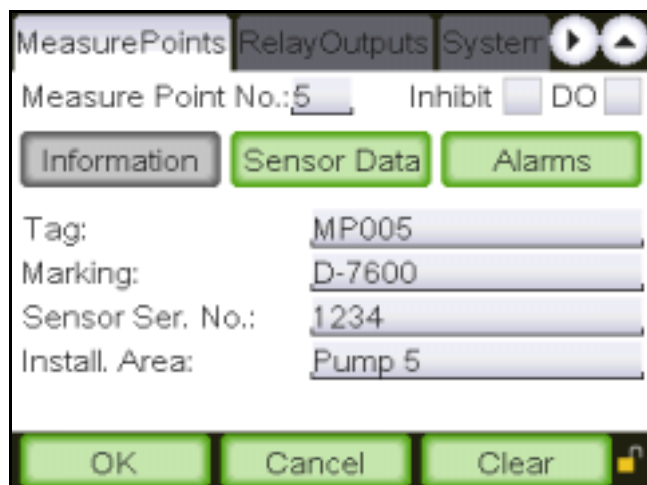 MeasurePoints RelayOutputs System
Measure Point No.: 5 Inhibit DO
Information Sensor Data Alarms
Tag: MP005
Marking: D-7600
Sensor Ser. No.: 1234
Install. Area: Pump 5
OK Cancel Clear